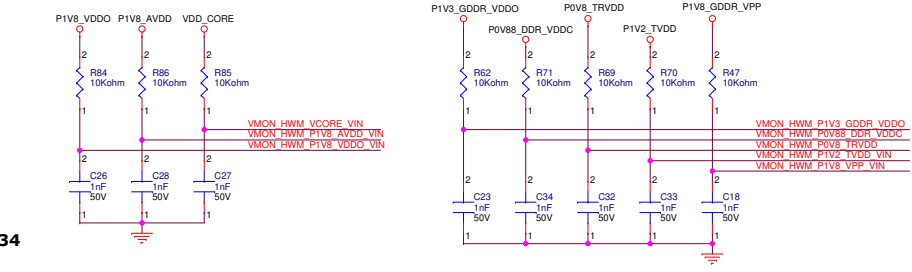 P1V8_VDDO P1V8_AVDD VDD_CORE
2 2 2
R84 10Kohm R86 10Kohm R85 10Kohm
1 1 1
VMON_HWM_VCORE_VIN
VMON_HWM_P1V8_AVDD_VIN
VMON_HWM_P1V8_VDDO_VIN
2 2 2
C26 1nF 50V C28 1nF 50V C27 1nF 50V
1 1 1
34
P1V3_GDDR_VDDO P0V8_TRVDD P1V8_GDDR_VPP
P0V88_DDR_VDDC P1V2_TVDD
2 2 2 2 2
R62 10Kohm R71 10Kohm R69 10Kohm R70 10Kohm R47 10Kohm
1 1 1 1 1
VMON_HWM_P1V3_GDDR_VDDO
VMON_HWM_P0V88_DDR_VDDC
VMON_HWM_P0V8_TRVDD
VMON_HWM_P1V2_TVDD_VIN
VMON_HWM_P1V8_VPP_VIN
2 2 2 2 2
C23 1nF 50V C34 1nF 50V C32 1nF 50V C33 1nF 50V C18 1nF 50V
1 1 1 1 1